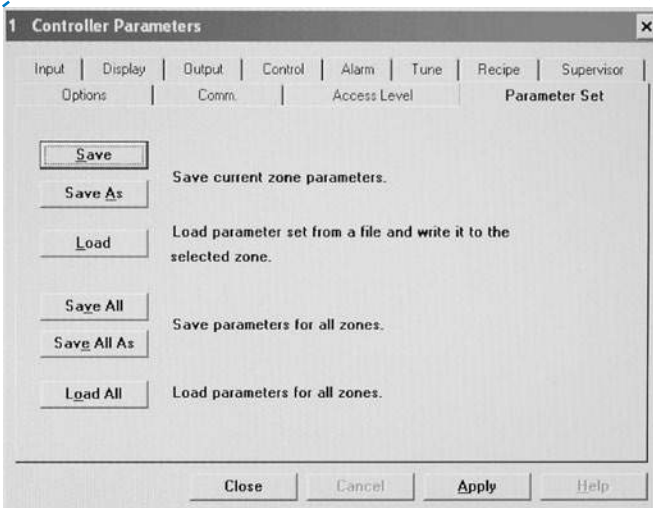 1 Controller Parameters
Input Display Output Control Alarm Tune Recipe Supervisor
Options Comm. Access Level Parameter Set
Save
Save current zone parameters.
Save As
Load
Load parameter set from a file and write it to the
selected zone.
Save All
Save parameters for all zones.
Save All As
Load All
Load parameters for all zones.
Close Cancel Apply Help